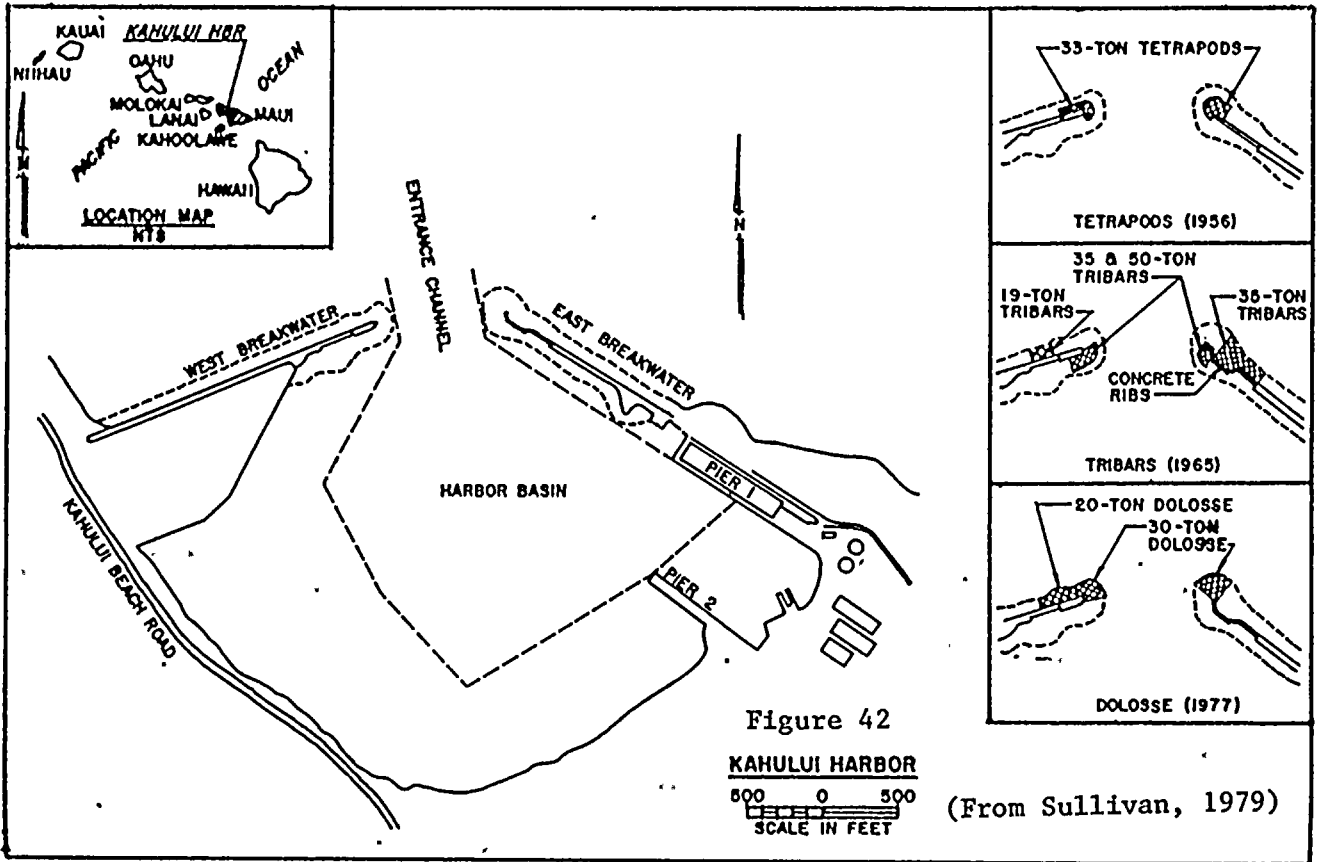 KAUAI
KAHULUI HBR
NIIHAU
OAHU
OCEAN
MOLOKAI
LANAI
MAUI
KAHOOLAWE
PACIFIC
HAWAII
N
LOCATION MAP
NTS
ENTRANCE CHANNEL
N
WEST BREAKWATER
EAST BREAKWATER
HARBOR BASIN
PIER 1
PIER 2
KAHULUI BEACH ROAD
Figure 42
KAHULUI HARBOR
500 0 500
SCALE IN FEET
(From Sullivan, 1979)
33-TON TETRAPODS
TETRAPODS (1956)
35 & 50-TON
TRIBARS
19-TON
TRIBARS
35-TON
TRIBARS
CONCRETE
RIBS
TRIBARS (1965)
20-TON DOLOSSE
30-TON
DOLOSSE
DOLOSSE (1977)